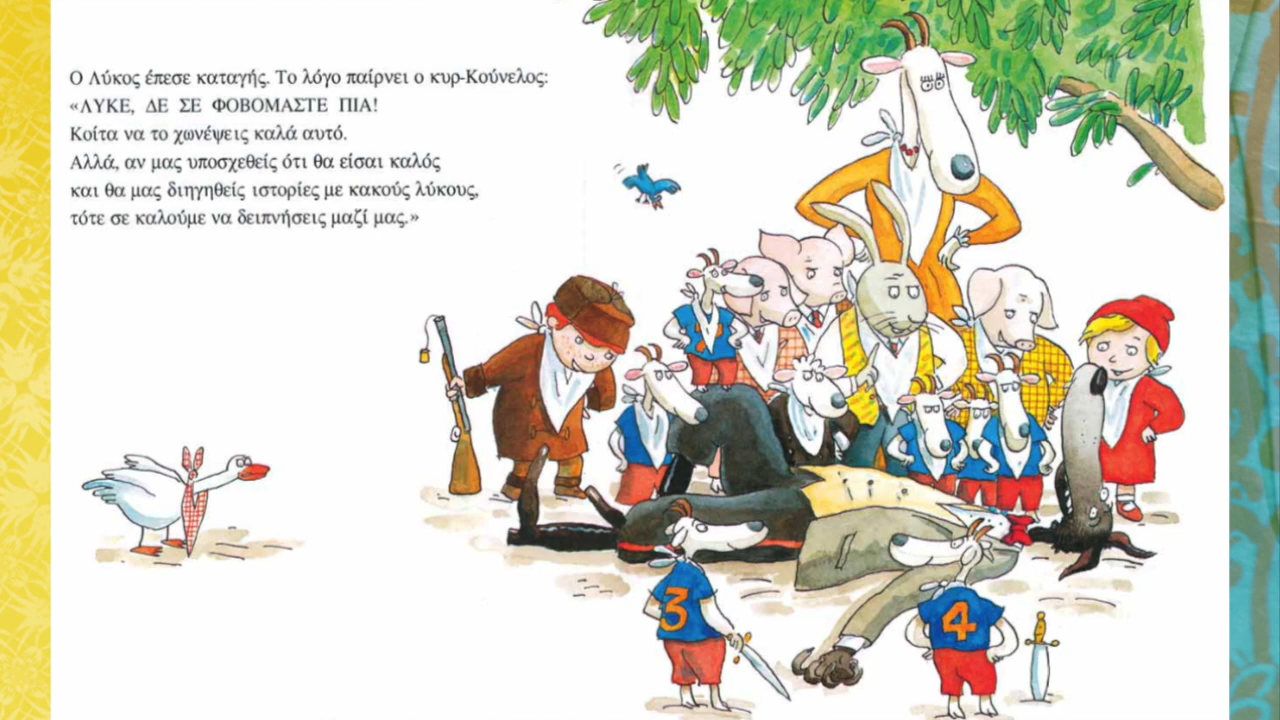 Ο Λύκος έπεσε καταγής. Το λόγο παίρνει ο κυρ-Κούνελος:
«ΛΥΚΕ, ΔΕ ΣΕ ΦΟΒΟΜΑΣΤΕ ΠΙΑ!
Κοίτα να το χωνέψεις καλά αυτό.
Αλλά, αν μας υποσχεθείς ότι θα είσαι καλός
και θα μας διηγηθείς ιστορίες με κακούς λύκους,
τότε σε καλούμε να δειπνήσεις μαζί μας.»
3
4